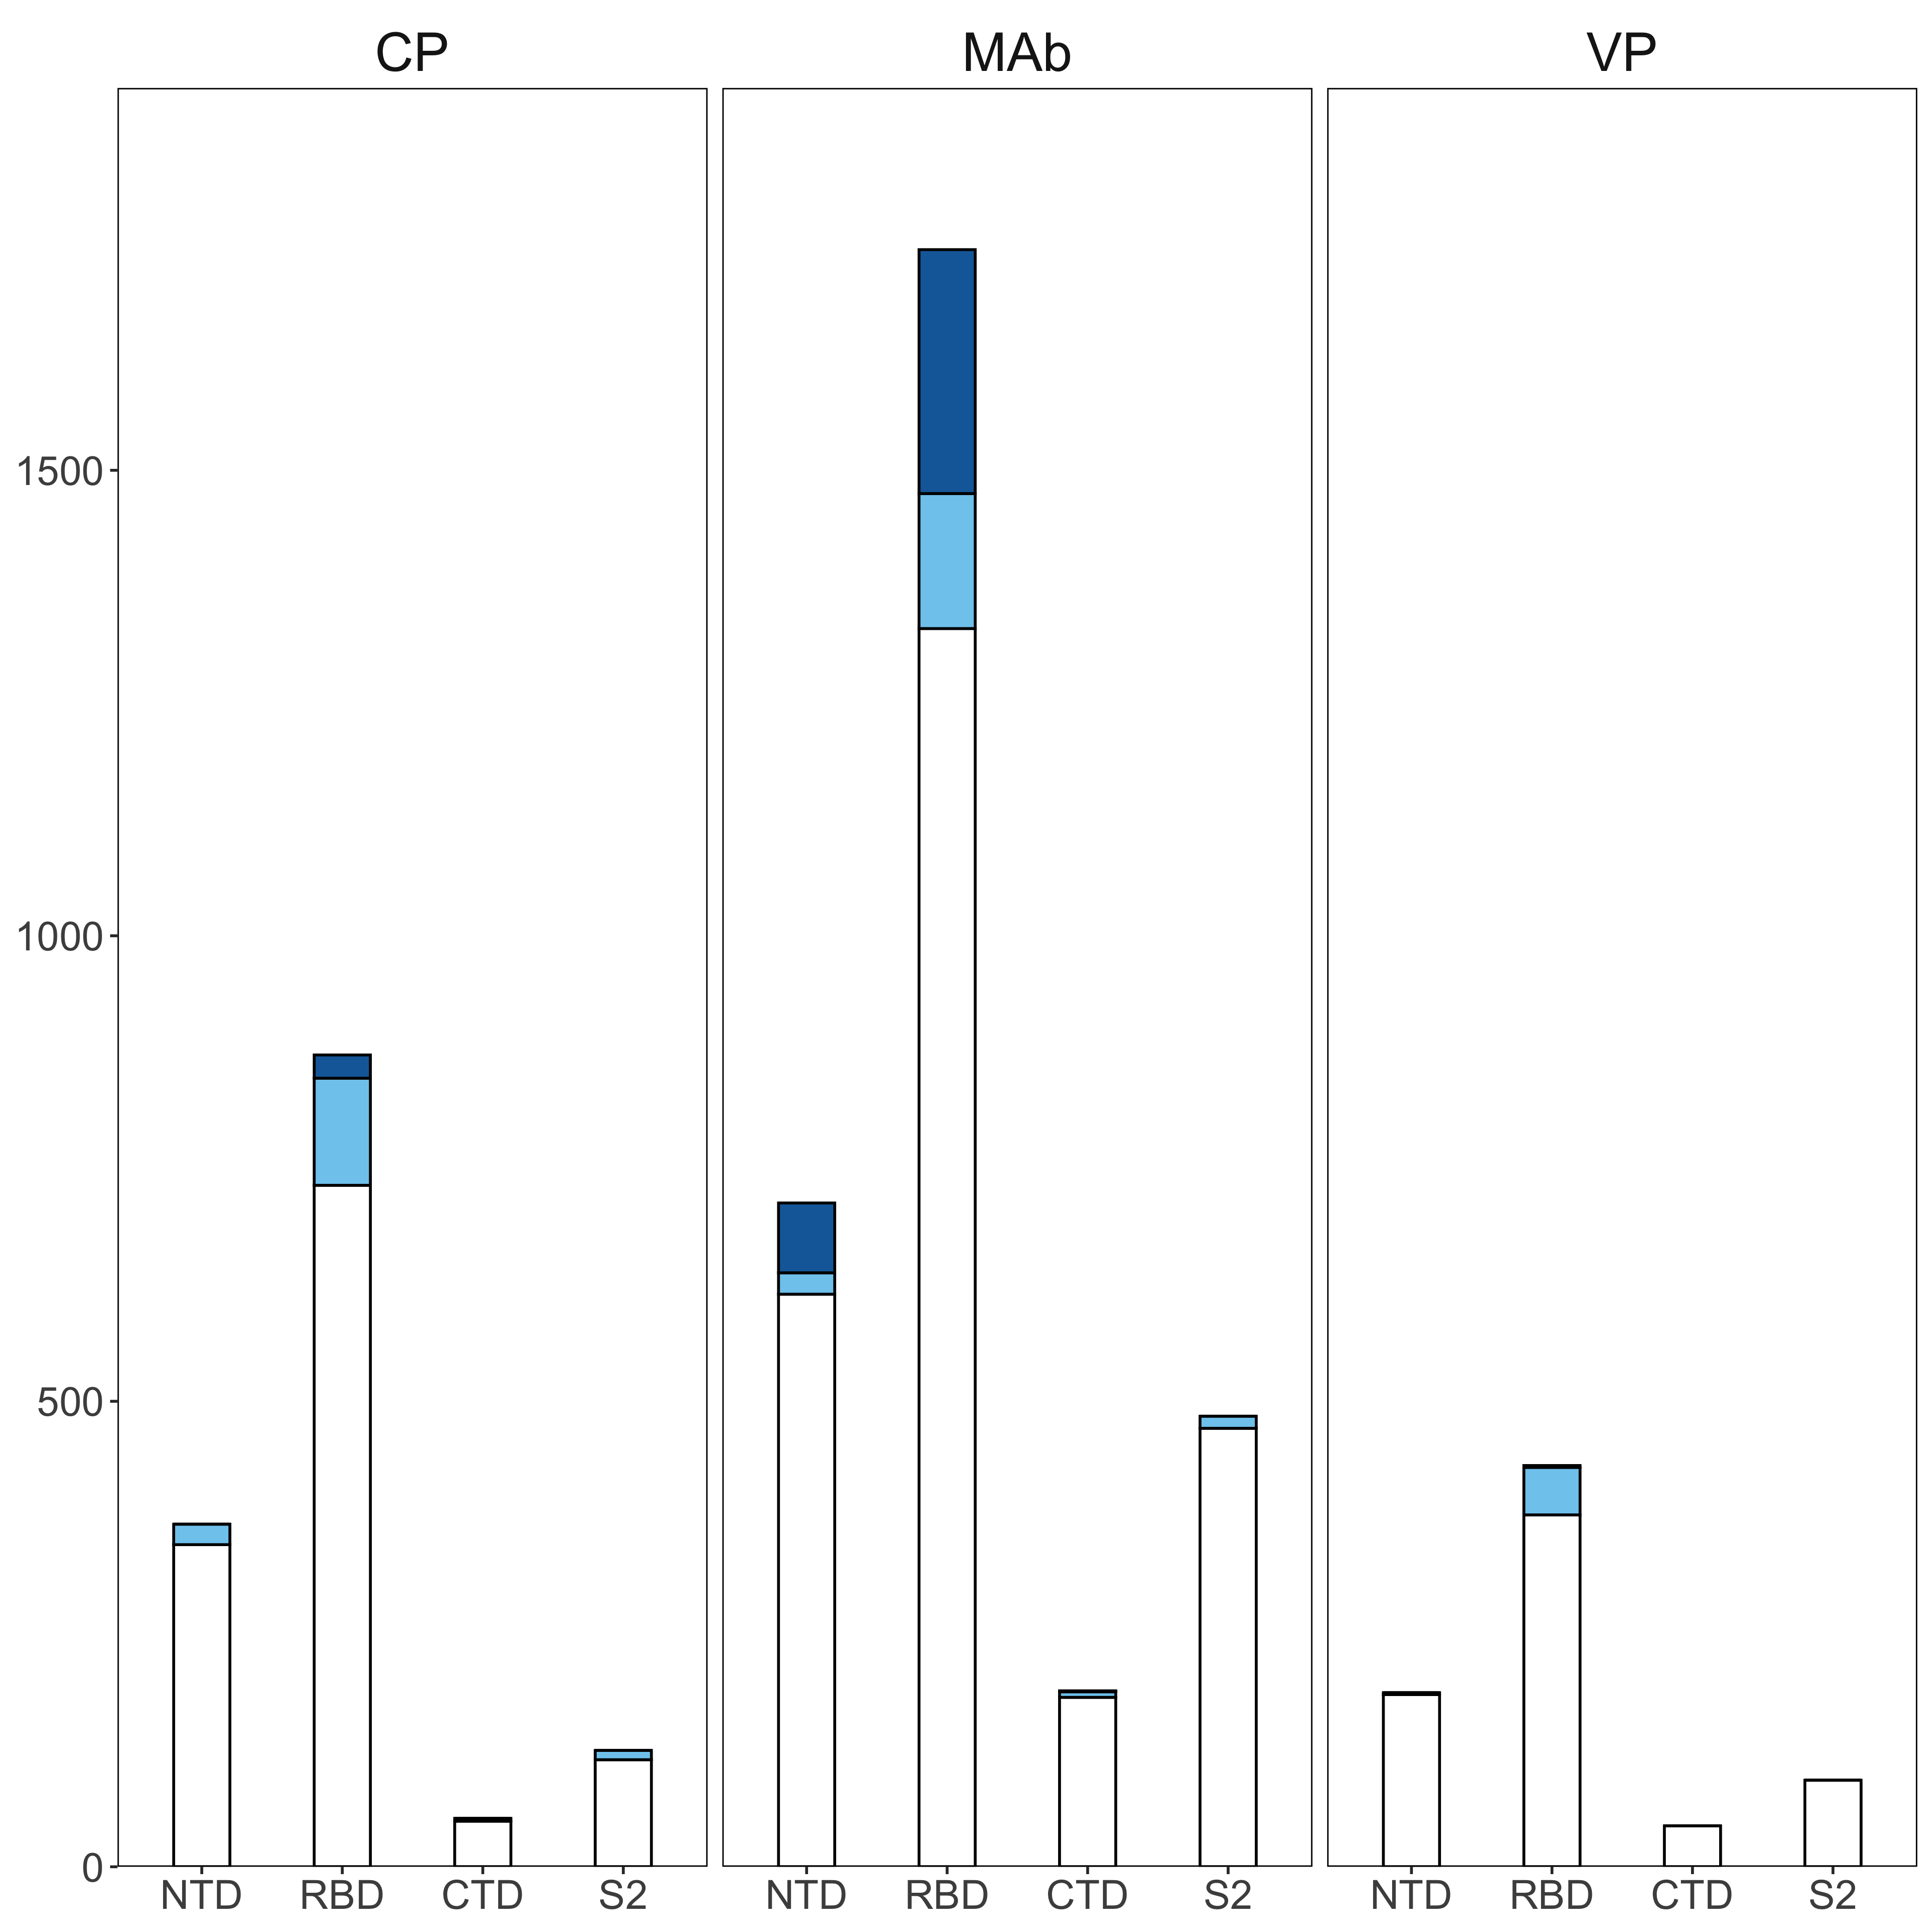 CP MAb VP
1500
1000
500
0
NTD RBD CTD S2 NTD RBD CTD S2 NTD RBD CTD S2